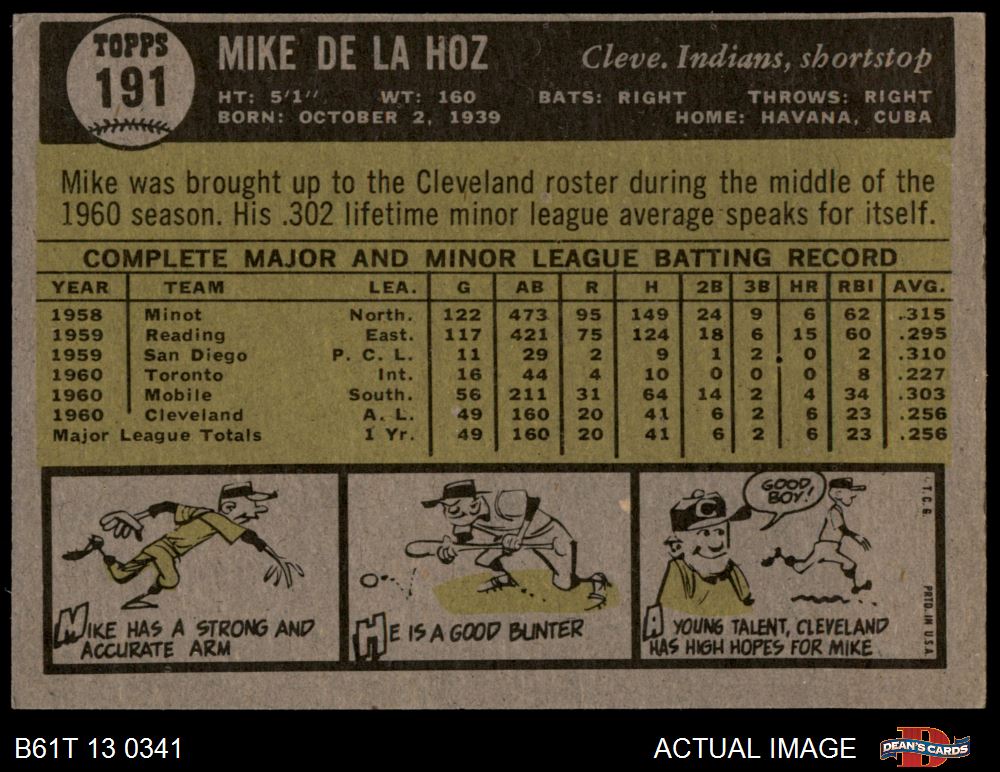 TOPPS
191
MIKE DE LA HOZ
Cleve. Indians, shortstop
HT: 5'1" WT: 160 BATS: RIGHT THROWS: RIGHT
BORN: OCTOBER 2, 1939 HOME: HAVANA, CUBA
Mike was brought up to the Cleveland roster during the middle of the
1960 season. His .302 lifetime minor league average speaks for itself.
COMPLETE MAJOR AND MINOR LEAGUE BATTING RECORD
YEAR TEAM LEA. G AB R H 2B 3B HR RBI AVG.
1958 Minot North. 122 473 95 149 24 9 6 62 .315
1959 Reading East. 117 421 75 124 18 6 15 60 .295
1959 San Diego P. C. L. 11 29 2 9 1 2 0 2 .310
1960 Toronto Int. 16 44 4 10 0 0 0 8 .227
1960 Mobile South. 56 211 31 64 14 2 4 34 .303
1960 Cleveland A. L. 49 160 20 41 6 2 6 23 .256
Major League Totals 1 Yr. 49 160 20 41 6 2 6 23 .256
MIKE HAS A STRONG AND
ACCURATE ARM
HE IS A GOOD BUNTER
GOOD
BOY!
C
A YOUNG TALENT, CLEVELAND
HAS HIGH HOPES FOR MIKE
T.C.G.
PRTD. IN U.S.A.
B61T 13 0341
ACTUAL IMAGE
D
DEAN'S CARDS